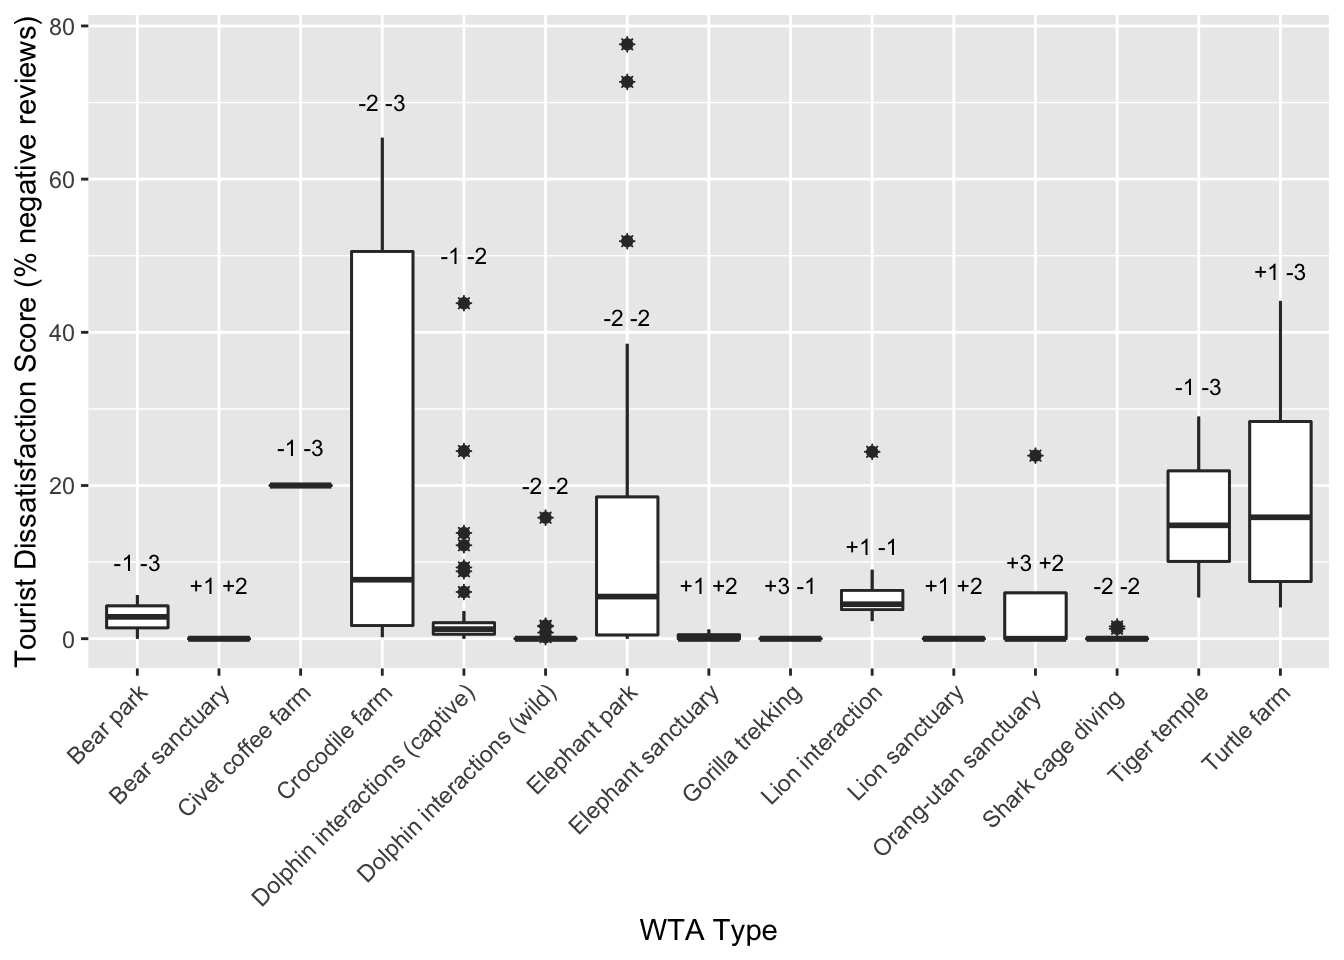 Tourist Dissatisfaction Score (% negative reviews)
80
60
40
20
0
-1 -3
+1 +2
-1 -3
-2 -3
-1 -2
-2 -2
-2 -2
+1 +2
+3 -1
+1 -1
+1 +2
+3 +2
-2 -2
-1 -3
+1 -3
Bear park
Bear sanctuary
Civet coffee farm
Crocodile farm
Dolphin interactions (captive)
Dolphin interactions (wild)
Elephant park
Elephant sanctuary
Gorilla trekking
Lion interaction
Lion sanctuary
Orang-utan sanctuary
Shark cage diving
Tiger temple
Turtle farm
WTA Type